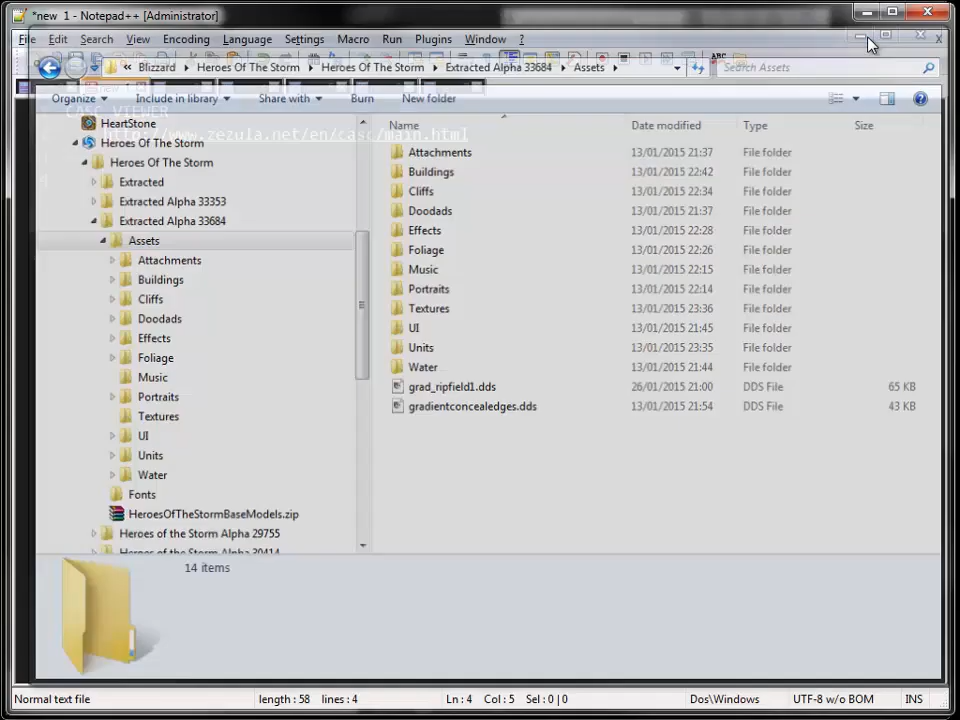 *new  1 - Notepad++ [Administrator]
File Edit Search View Encoding Language Settings Macro Run Plugins Window ?
« Blizzard Heroes Of The Storm Heroes Of The Storm Extracted Alpha 33684 Assets Search Assets
Organize Include in library Share with Burn New folder
CASC VIEWER
http://www.zezula.net/en/casc/main.html
Name Date modified Type Size
HeartStone
Heroes Of The Storm
Heroes Of The Storm
Extracted
Extracted Alpha 33353
Extracted Alpha 33684
Assets
Attachments
Buildings
Cliffs
Doodads
Effects
Foliage
Music
Portraits
Textures
UI
Units
Water
Fonts
HeroesOfTheStormBaseModels.zip
Heroes of the Storm Alpha 29755
Heroes of the Storm Alpha 30414
Attachments 13/01/2015 21:37 File folder
Buildings 13/01/2015 22:42 File folder
Cliffs 13/01/2015 22:34 File folder
Doodads 13/01/2015 21:37 File folder
Effects 13/01/2015 22:28 File folder
Foliage 13/01/2015 22:26 File folder
Music 13/01/2015 22:15 File folder
Portraits 13/01/2015 22:14 File folder
Textures 13/01/2015 23:36 File folder
UI 13/01/2015 21:45 File folder
Units 13/01/2015 23:35 File folder
Water 13/01/2015 21:44 File folder
grad_ripfield1.dds 26/01/2015 21:00 DDS File 65 KB
gradientconcealedges.dds 13/01/2015 21:54 DDS File 43 KB
14 items
Normal text file length : 58 lines : 4 Ln : 4 Col : 5 Sel : 0 | 0 Dos\Windows UTF-8 w/o BOM INS